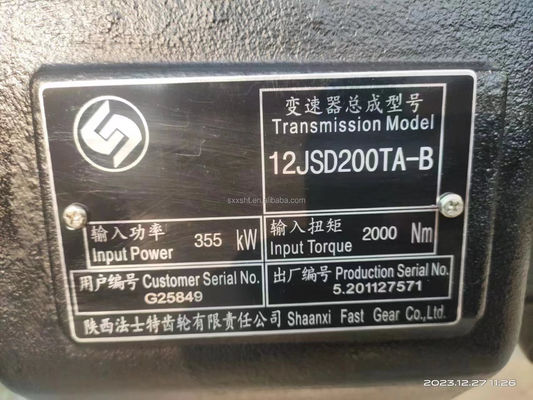 变速器总成型号
Transmission Model
12JSD200TA-B
sxxsht.en.alibaba.com
输入功率
Input Power
355 kW
输入扭矩
Input Torque
2000 Nm
用户编号 Customer Serial No.
G25849
出厂编号 Production Serial No.
5.201127571
陕西法士特齿轮有限责任公司 Shaanxi Fast Gear Co.,Ltd.
2023.12.27 11:26